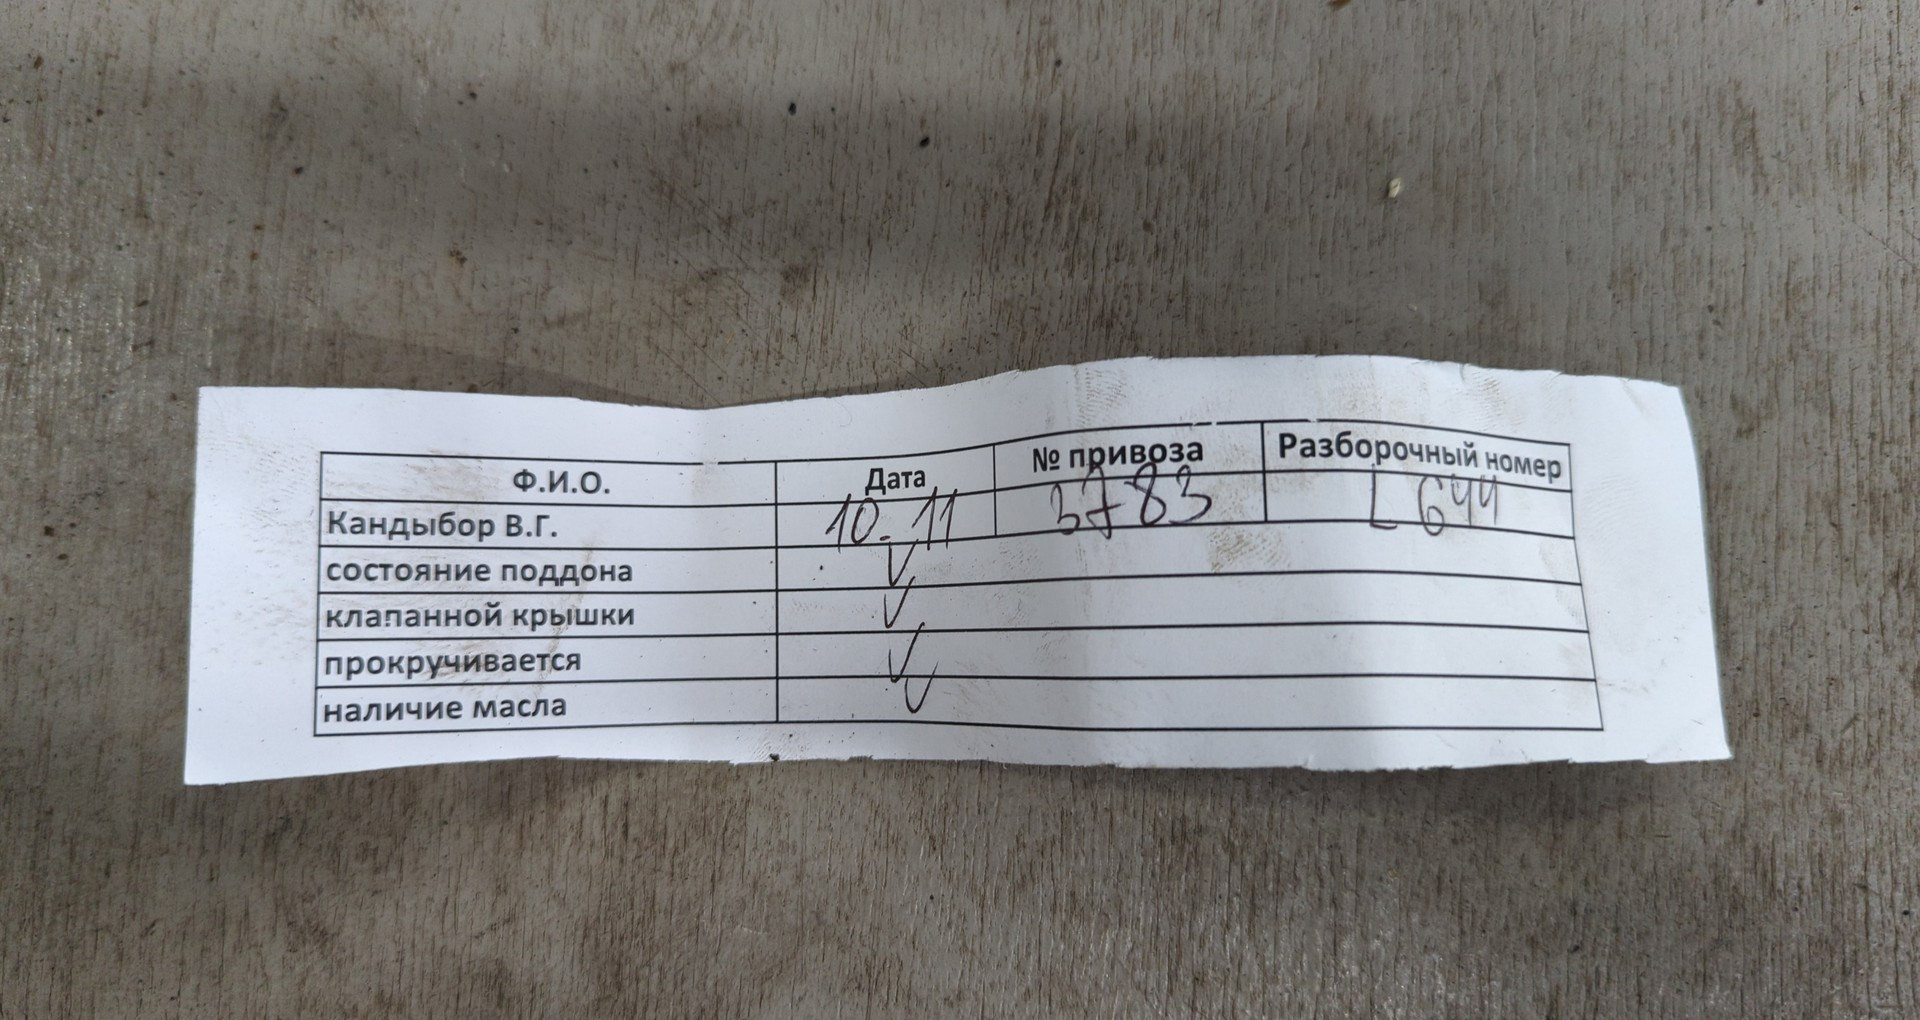 Ф.И.О. Дата № привоза Разборочный номер
Кандыбор В.Г. 10.11 3783 L644
состояние поддона ✓
клапанной крышки ✓
прокручивается ✓
наличие масла ✓